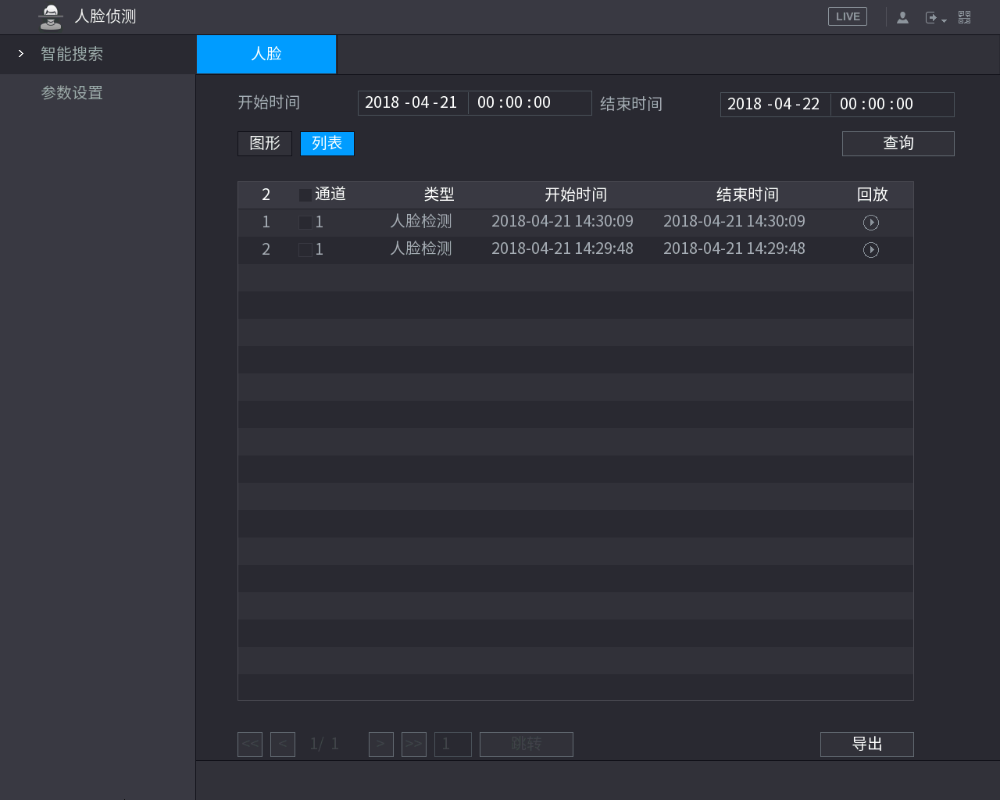 人脸侦测 LIVE
智能搜索 人脸
参数设置
开始时间 2018 -04 -21 00 :00 :00 结束时间 2018 -04 -22 00 :00 :00
图形 列表 查询
2 通道 类型 开始时间 结束时间 回放
1 1 人脸检测 2018-04-21 14:30:09 2018-04-21 14:30:09
2 1 人脸检测 2018-04-21 14:29:48 2018-04-21 14:29:48
<< < 1/ 1 > >> 1 跳转 导出